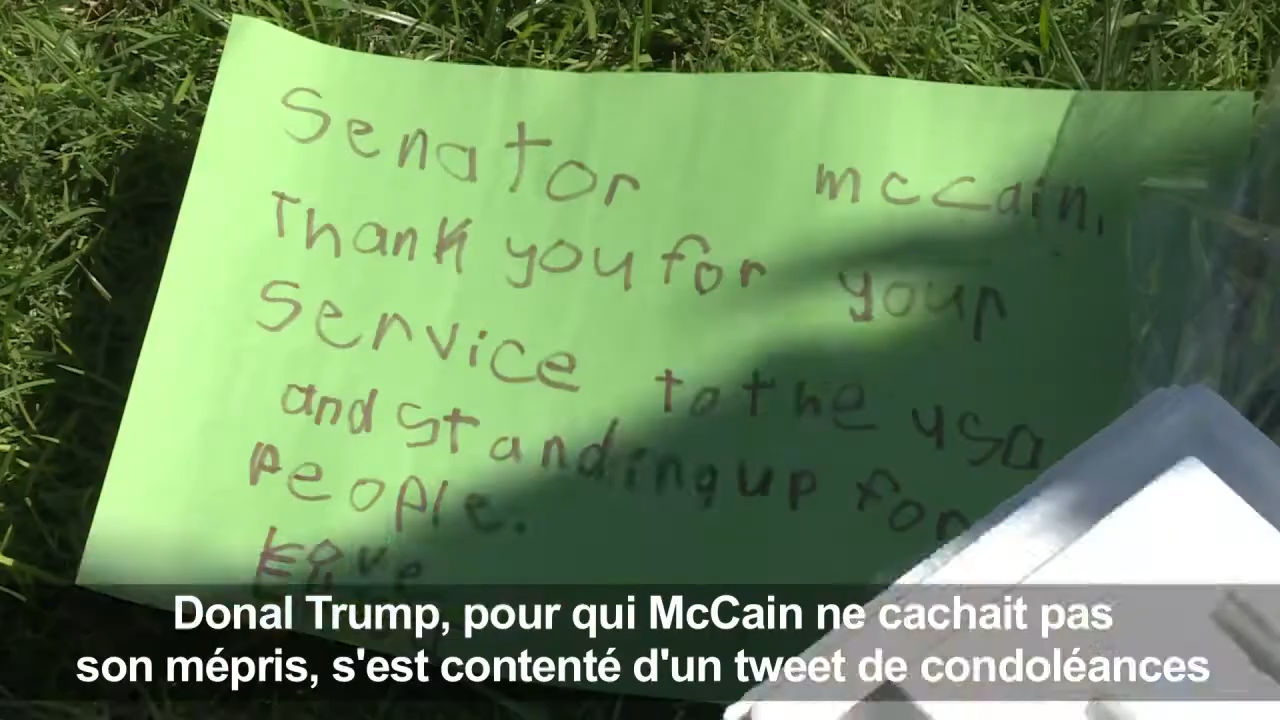 Senator mccain,
Thank you for your
Service to the usa
and standing up for
People.
Love
Donal Trump, pour qui McCain ne cachait pas
son mépris, s'est contenté d'un tweet de condoléances